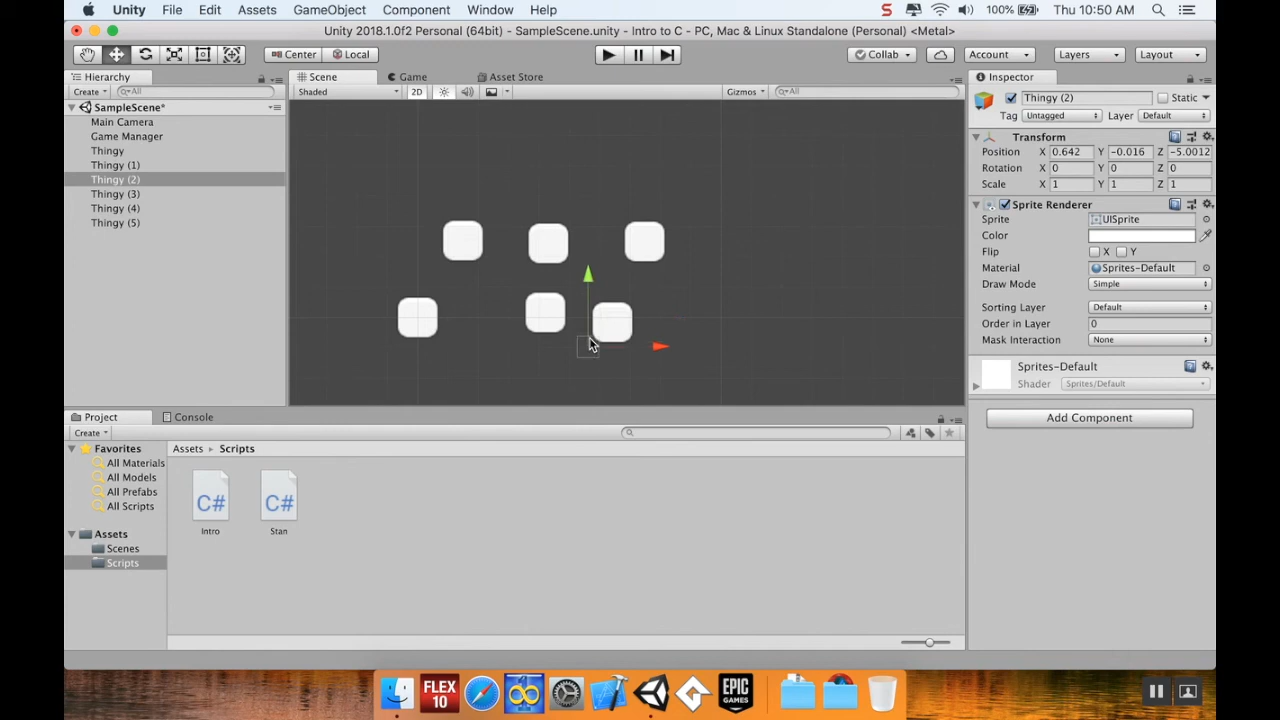 Unity File Edit Assets GameObject Component Window Help S 100% Thu 10:50 AM
Unity 2018.1.0f2 Personal (64bit) - SampleScene.unity - Intro to C - PC, Mac & Linux Standalone (Personal) <Metal>
Center Local Collab Account Layers Layout
Hierarchy
Create All
SampleScene*
Main Camera
Game Manager
Thingy
Thingy (1)
Thingy (2)
Thingy (3)
Thingy (4)
Thingy (5)
Scene Game Asset Store
Shaded 2D Gizmos All
Inspector
Thingy (2) Static
Tag Untagged Layer Default
Transform
Position X 0.642 Y -0.016 Z -5.0012
Rotation X 0 Y 0 Z 0
Scale X 1 Y 1 Z 1
Sprite Renderer
Sprite UISprite
Color
Flip X Y
Material Sprites-Default
Draw Mode Simple
Sorting Layer Default
Order in Layer 0
Mask Interaction None
Sprites-Default
Shader Sprites/Default
Add Component
Project Console
Create
Favorites
All Materials
All Models
All Prefabs
All Scripts
Assets
Scenes
Scripts
Assets Scripts
C# C#
Intro Stan
FLEX
10
EPIC
GAMES